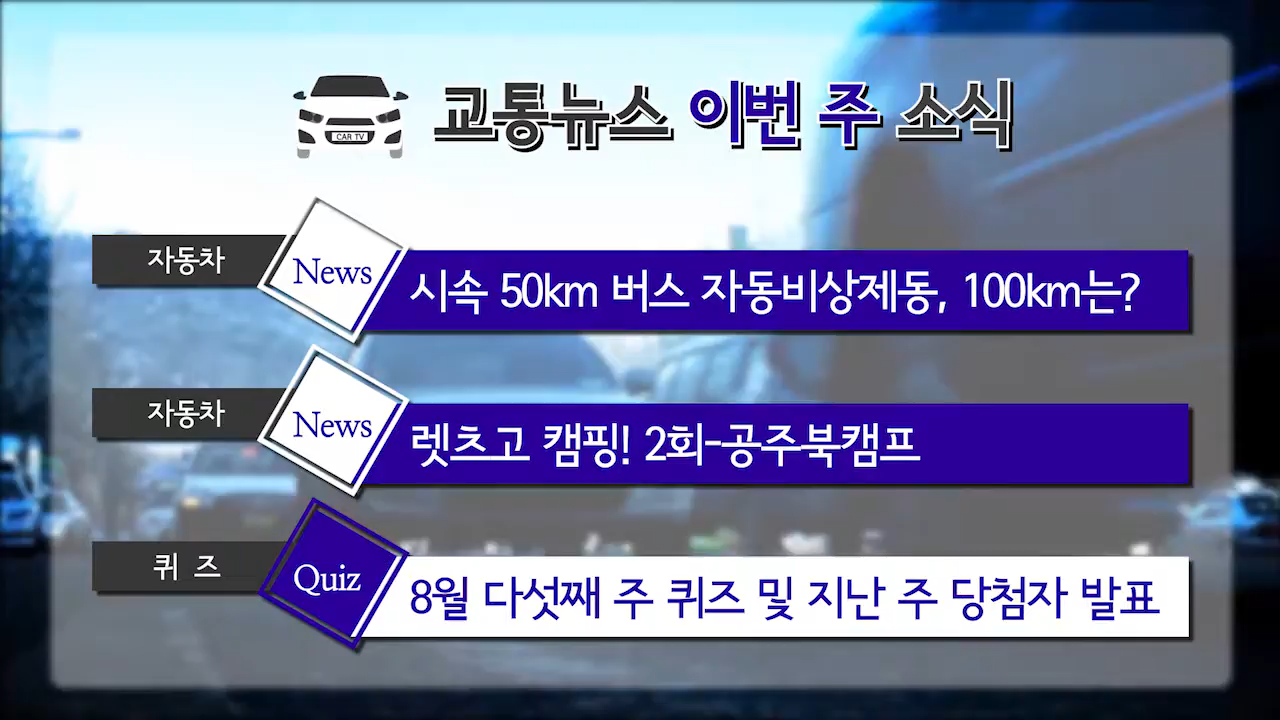 교통뉴스 이번 주 소식
CAR TV
자동차
News
시속 50km 버스 자동비상제동, 100km는?
자동차
News
렛츠고 캠핑! 2회-공주북캠프
퀴 즈
Quiz
8월 다섯째 주 퀴즈 및 지난 주 당첨자 발표